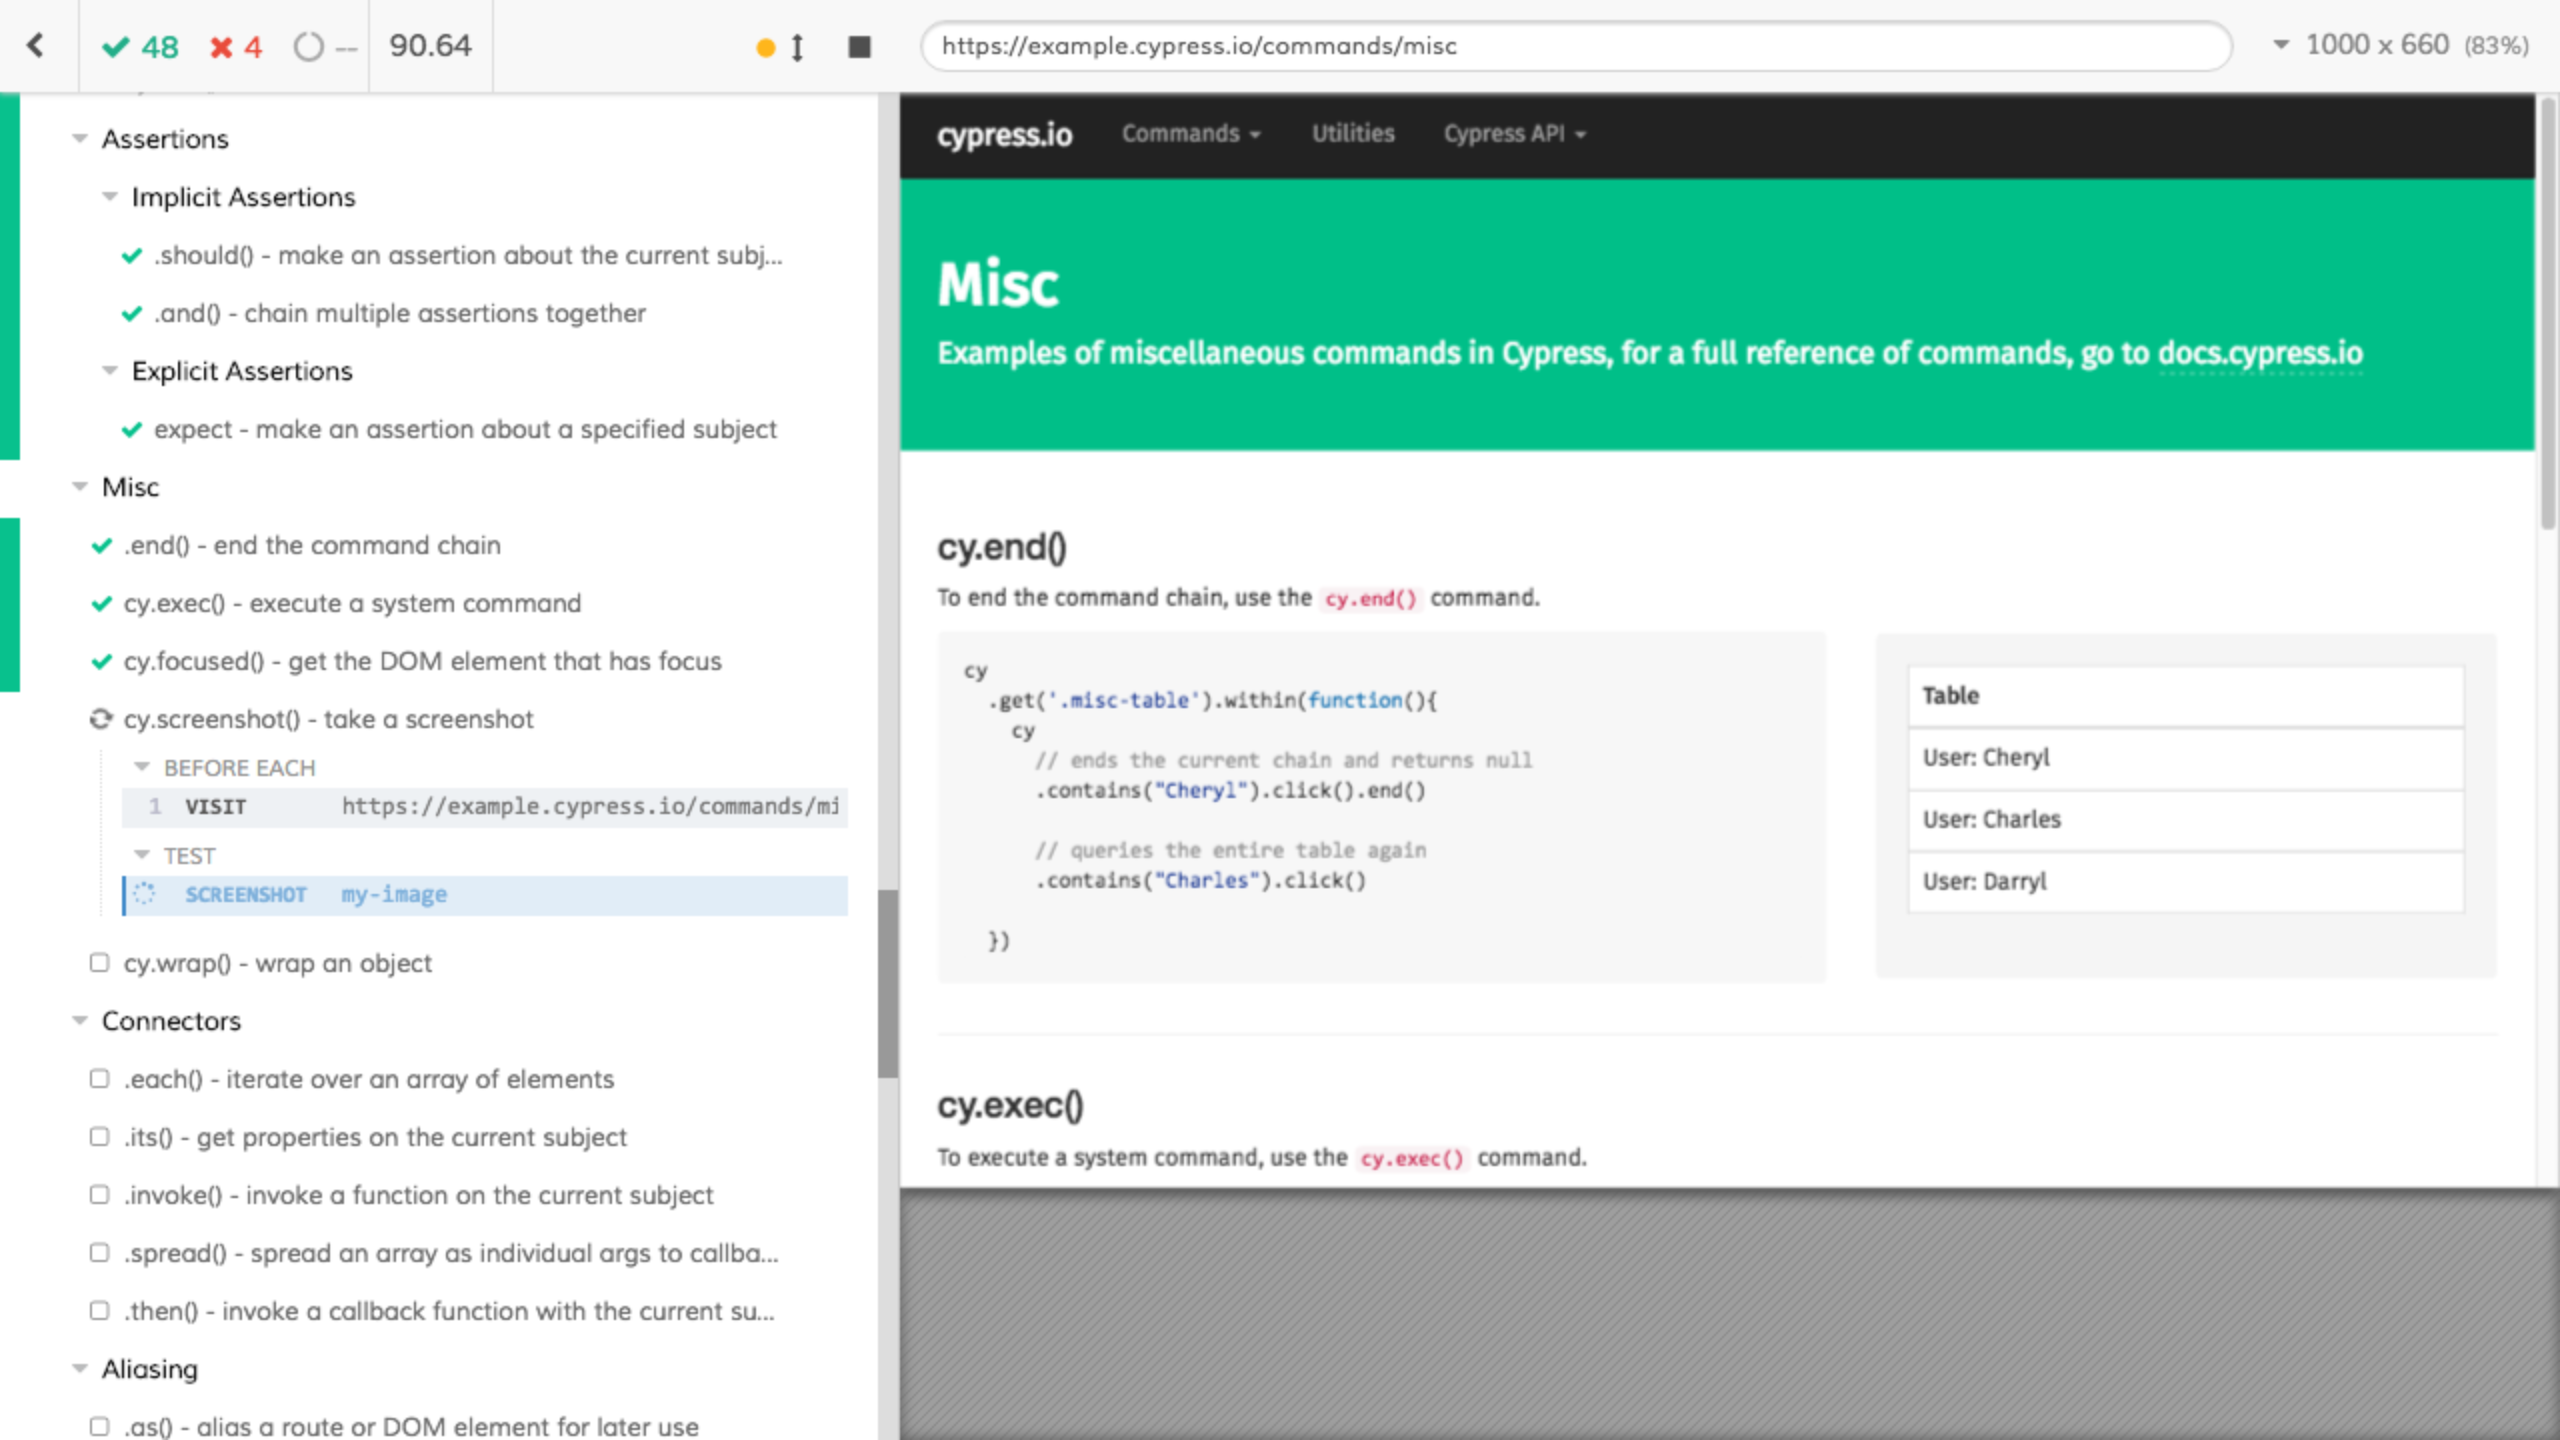 48 4 -- 90.64
https://example.cypress.io/commands/misc
1000 x 660 (83%)
Assertions
Implicit Assertions
.should() - make an assertion about the current subj...
.and() - chain multiple assertions together
Explicit Assertions
expect - make an assertion about a specified subject
Misc
.end() - end the command chain
cy.exec() - execute a system command
cy.focused() - get the DOM element that has focus
cy.screenshot() - take a screenshot
BEFORE EACH
1 VISIT https://example.cypress.io/commands/mi
TEST
SCREENSHOT my-image
cy.wrap() - wrap an object
Connectors
.each() - iterate over an array of elements
.its() - get properties on the current subject
.invoke() - invoke a function on the current subject
.spread() - spread an array as individual args to callba...
.then() - invoke a callback function with the current su...
Aliasing
.as() - alias a route or DOM element for later use
cypress.io Commands Utilities Cypress API
Misc
Examples of miscellaneous commands in Cypress, for a full reference of commands, go to docs.cypress.io
cy.end()
To end the command chain, use the cy.end() command.
cy
.get('.misc-table').within(function(){
cy
// ends the current chain and returns null
.contains("Cheryl").click().end()
// queries the entire table again
.contains("Charles").click()
})
Table
User: Cheryl
User: Charles
User: Darryl
cy.exec()
To execute a system command, use the cy.exec() command.